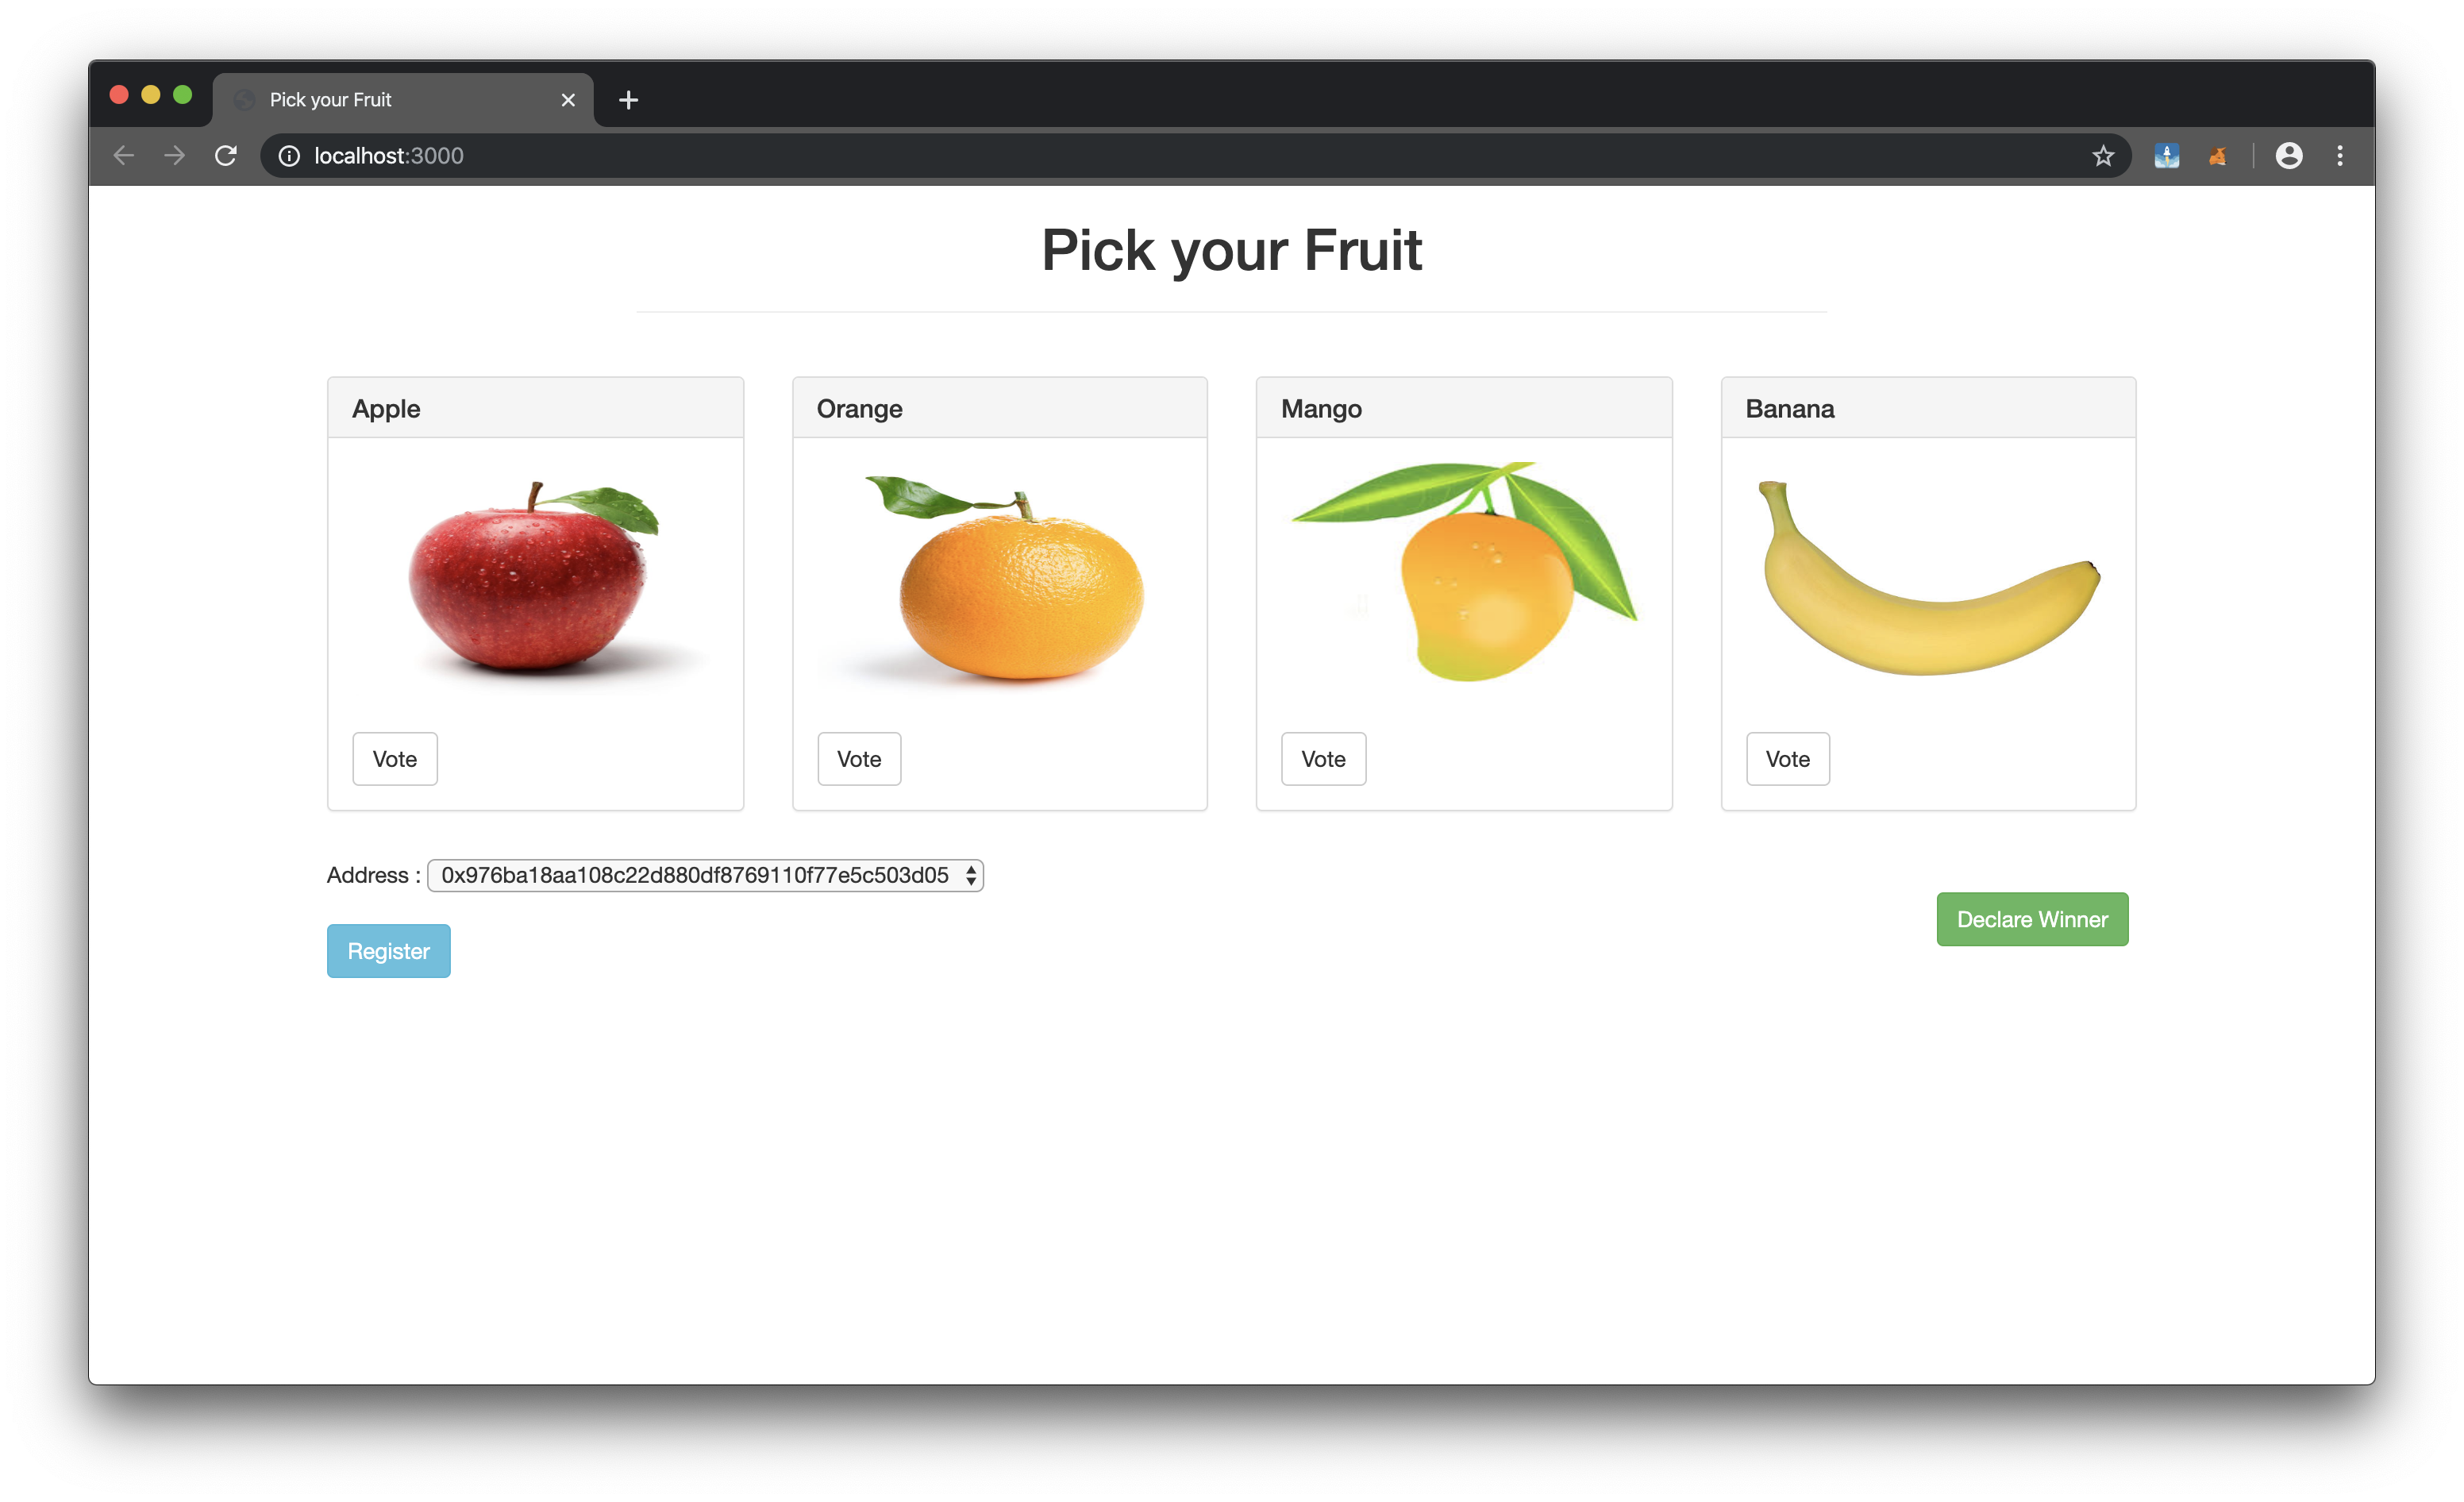 Pick your Fruit
localhost:3000
Pick your Fruit
Apple
Orange
Mango
Banana
Vote
Vote
Vote
Vote
Address : 0x976ba18aa108c22d880df8769110f77e5c503d05
Declare Winner
Register